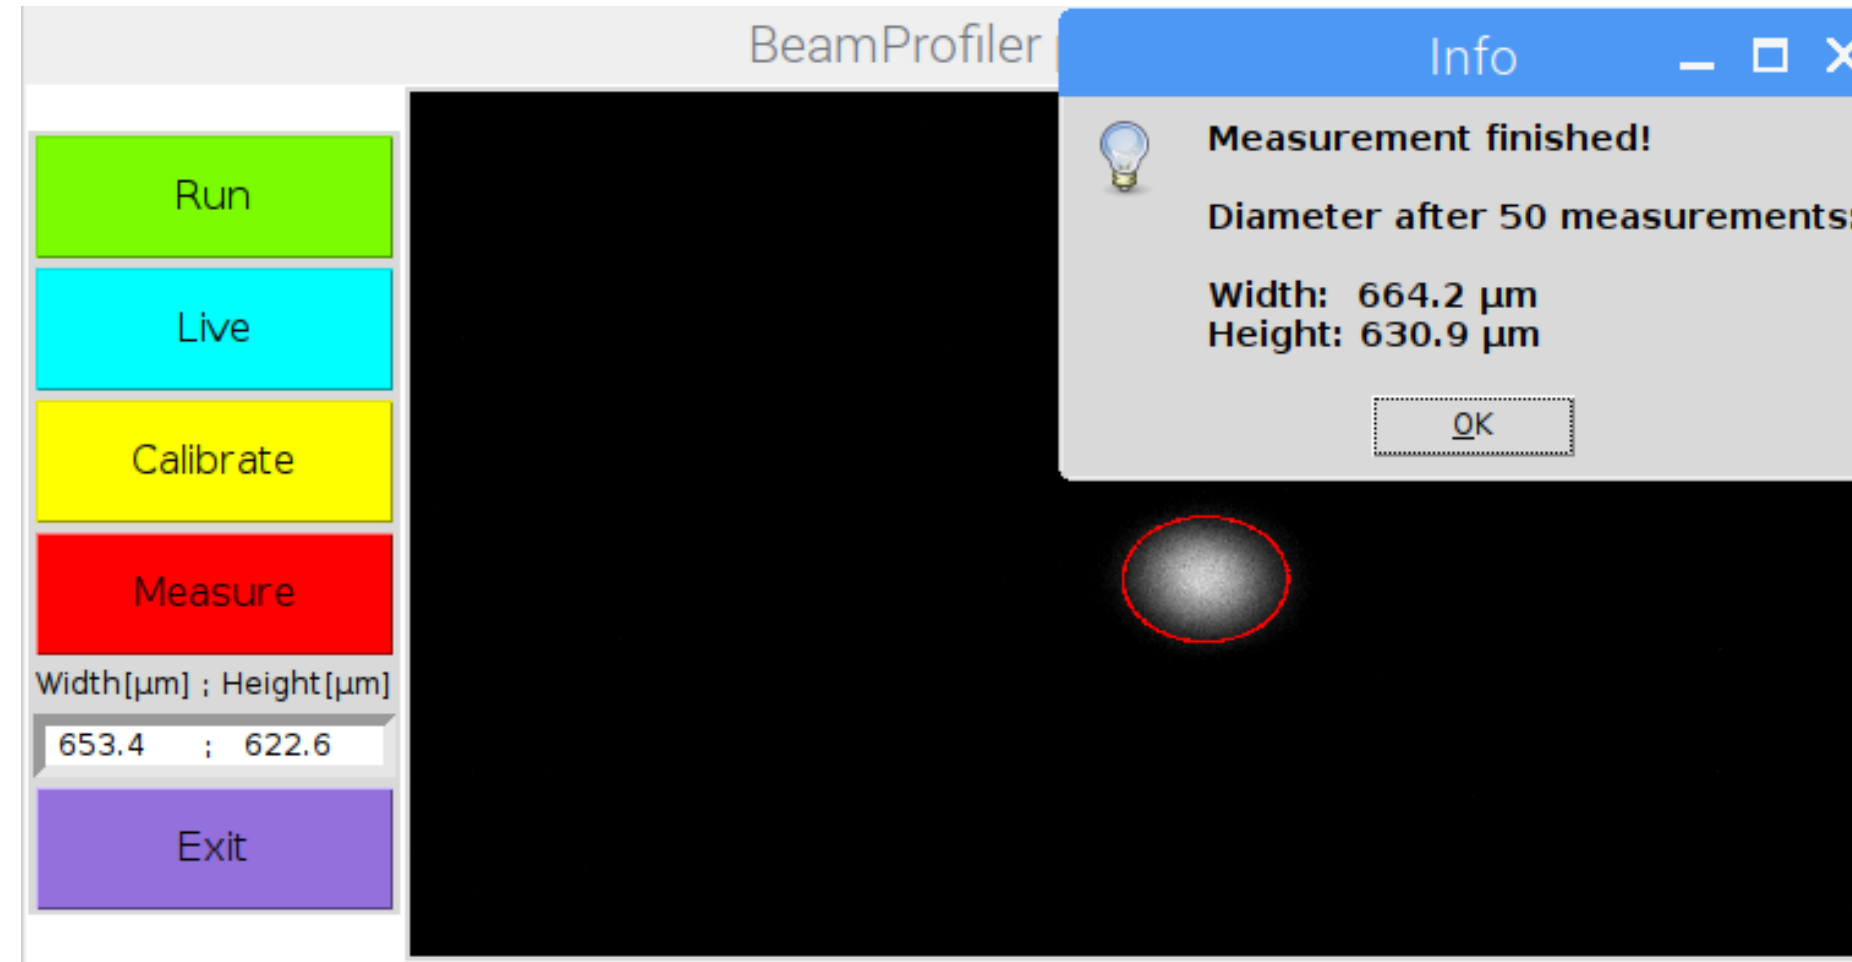 BeamProfiler
Info
Run
Live
Calibrate
Measure
Width[µm] ; Height[µm]
653.4 ; 622.6
Exit
Measurement finished!
Diameter after 50 measurements:
Width: 664.2 µm
Height: 630.9 µm
OK